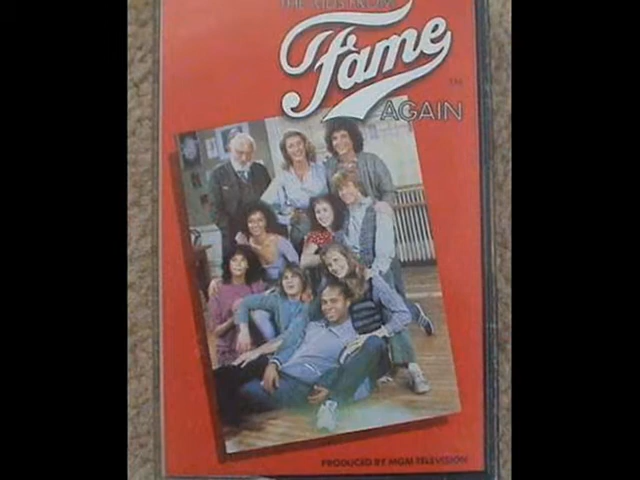 THE KIDS FROM
Fame
TM
AGAIN
PRODUCED BY MGM TELEVISION